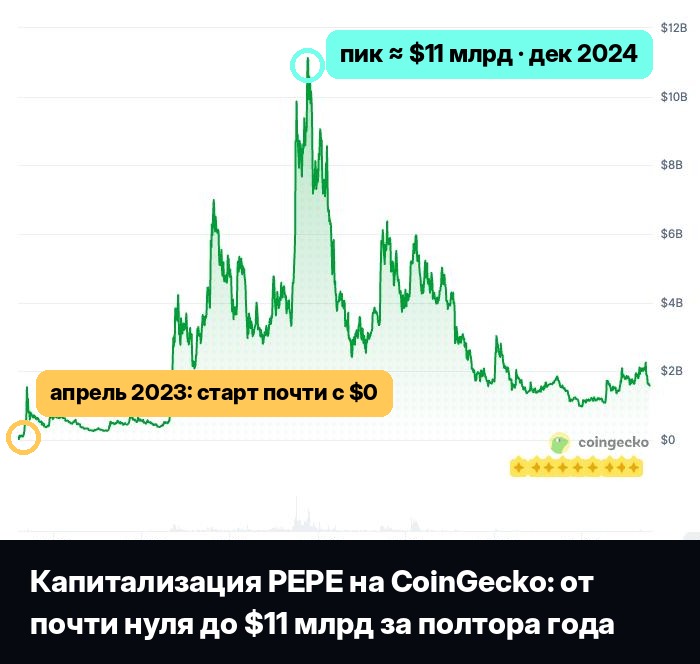 $12B
пик ≈ $11 млрд · дек 2024
$10B
$8B
$6B
$4B
$2B
апрель 2023: старт почти с $0
$0
coingecko
Капитализация PEPE на CoinGecko: от
почти нуля до $11 млрд за полтора года